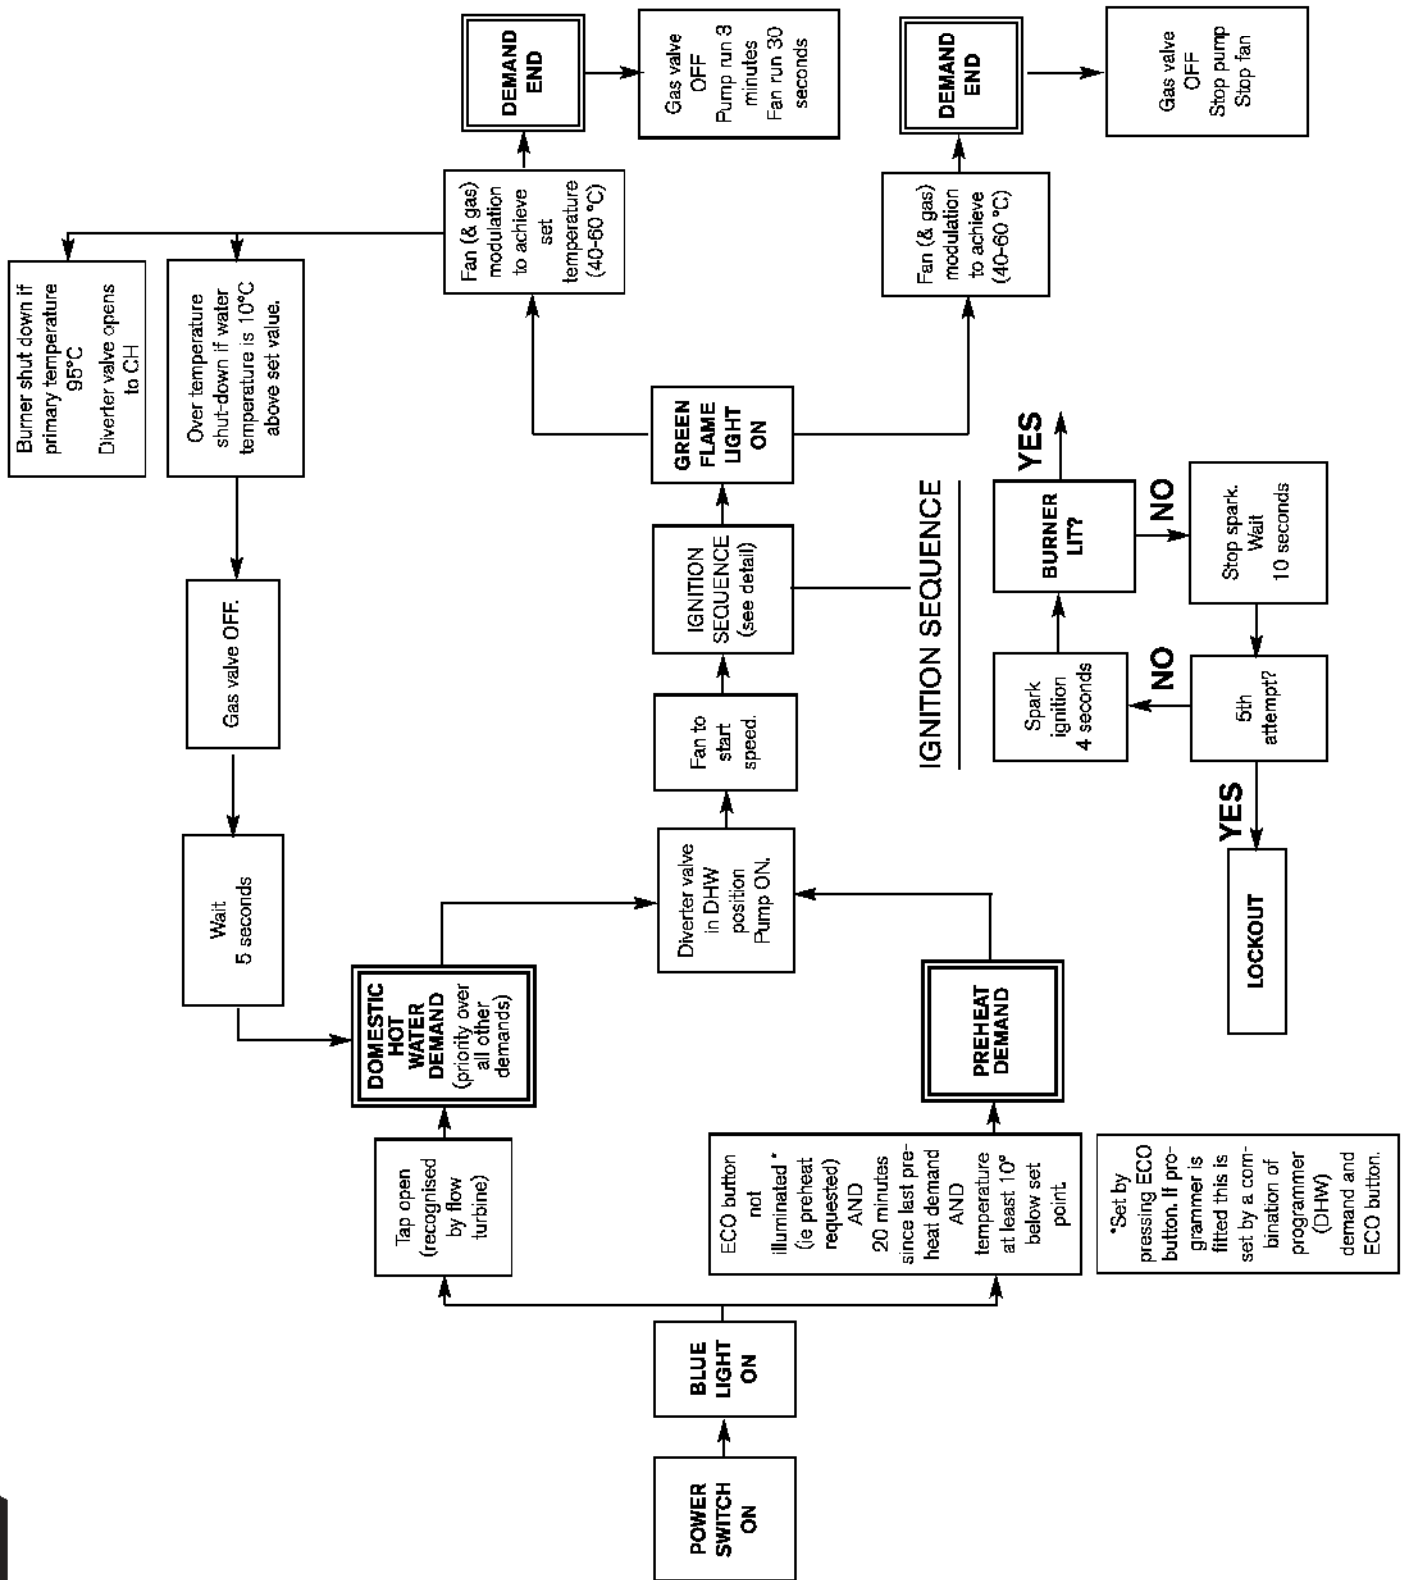 POWER
SWITCH
ON
BLUE
LIGHT
ON
Tap open
(recognised
by flow
turbine)
ECO button
not
illuminated *
(ie preheat
requested)
AND
20 minutes
since last pre-
heat demand
AND
temperature
at least 10°
below set
point.
*Set by
pressing ECO
button. If pro-
grammer is
fitted this is
set by a com-
bination of
programmer
(DHW)
demand and
ECO button.
DOMESTIC
HOT
WATER
DEMAND
(priority over
all other
demands)
PREHEAT
DEMAND
Wait
5 seconds
Gas valve OFF.
Over temperature
shut-down if water
temperature is 10°C
above set value.
Burner shut down if
primary temperature
95°C
Diverter valve opens
to CH
Diverter valve
in DHW
position
Pump ON.
Fan to
start
speed.
IGNITION
SEQUENCE
(see detail)
GREEN
FLAME
LIGHT
ON
Fan (& gas)
modulation
to achieve
set
temperature
(40-60 °C)
DEMAND
END
Gas valve
OFF
Pump run 3
minutes
Fan run 30
seconds
Fan (& gas)
modulation
to achieve
(40-60 °C)
DEMAND
END
Gas valve
OFF
Stop pump
Stop fan
IGNITION SEQUENCE
Spark
ignition
4 seconds
BURNER
LIT?
YES
NO
Stop spark.
Wait
10 seconds
5th
attempt?
NO
YES
LOCKOUT